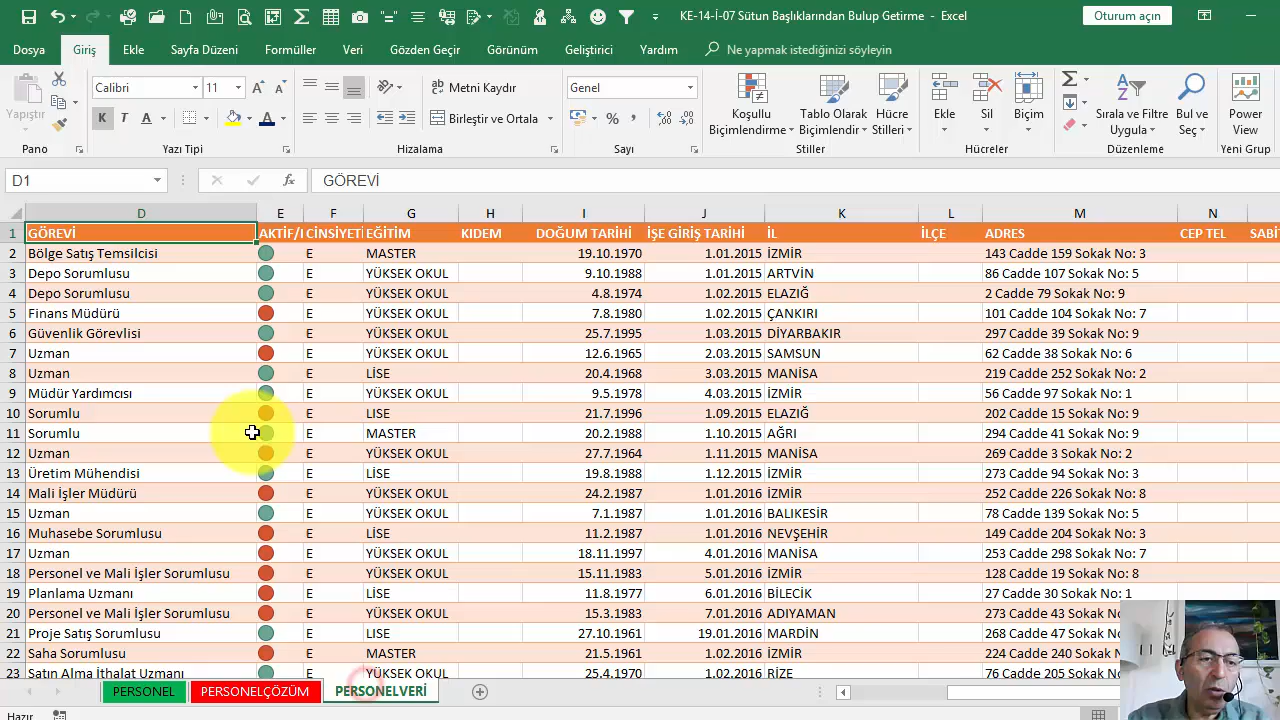 KE-14-İ-07 Sütun Başlıklarından Bulup Getirme - Excel
Oturum açın
Dosya Giriş Ekle Sayfa Düzeni Formüller Veri Gözden Geçir Görünüm Geliştirici Yardım Ne yapmak istediğinizi söyleyin
Yapıştır
Calibri 11
K T A
Metni Kaydır
Birleştir ve Ortala
Genel
Koşullu Biçimlendirme
Tablo Olarak Biçimlendir
Hücre Stilleri
Ekle Sil Biçim
Sırala ve Filtre Uygula
Bul ve Seç
Power View
Pano Yazı Tipi Hizalama Sayı Stiller Hücreler Düzenleme Yeni Grup
D1 fx GÖREVİ
D E F G H I J K L M N
1 GÖREVİ AKTİF/ CİNSİYETİ EĞİTİM KIDEM DOĞUM TARİHİ İŞE GİRİŞ TARİHİ İL İLÇE ADRES CEP TEL SABİ
2 Bölge Satış Temsilcisi E MASTER 19.10.1970 1.01.2015 İZMİR 143 Cadde 159 Sokak No: 3
3 Depo Sorumlusu E YÜKSEK OKUL 9.10.1988 1.01.2015 ARTVİN 86 Cadde 107 Sokak No: 5
4 Depo Sorumlusu E YÜKSEK OKUL 4.8.1974 1.02.2015 ELAZIĞ 2 Cadde 79 Sokak No: 9
5 Finans Müdürü E YÜKSEK OKUL 7.8.1980 1.02.2015 ÇANKIRI 101 Cadde 104 Sokak No: 7
6 Güvenlik Görevlisi E YÜKSEK OKUL 25.7.1995 1.03.2015 DİYARBAKIR 297 Cadde 39 Sokak No: 9
7 Uzman E YÜKSEK OKUL 12.6.1965 2.03.2015 SAMSUN 62 Cadde 38 Sokak No: 6
8 Uzman E LİSE 20.4.1968 2.03.2015 MANİSA 219 Cadde 252 Sokak No: 2
9 Müdür Yardımcısı E YÜKSEK OKUL 9.5.1978 4.03.2015 İZMİR 56 Cadde 97 Sokak No: 1
10 Sorumlu E LISE 21.7.1996 1.09.2015 ELAZIĞ 202 Cadde 15 Sokak No: 9
11 Sorumlu E MASTER 20.2.1988 1.10.2015 AĞRI 294 Cadde 41 Sokak No: 9
12 Uzman E YÜKSEK OKUL 27.7.1964 1.11.2015 MANİSA 269 Cadde 3 Sokak No: 2
13 Üretim Mühendisi E LİSE 19.8.1988 1.12.2015 İZMİR 273 Cadde 94 Sokak No: 3
14 Mali İşler Müdürü E YÜKSEK OKUL 24.2.1987 1.01.2016 İZMİR 252 Cadde 226 Sokak No: 8
15 Uzman E YÜKSEK OKUL 7.1.1987 1.01.2016 BALIKESİR 78 Cadde 139 Sokak No: 5
16 Muhasebe Sorumlusu E LİSE 11.2.1987 1.01.2016 NEVŞEHİR 149 Cadde 204 Sokak No: 3
17 Uzman E YÜKSEK OKUL 18.11.1997 4.01.2016 MANİSA 253 Cadde 298 Sokak No: 7
18 Personel ve Mali İşler Sorumlusu E YÜKSEK OKUL 15.11.1983 5.01.2016 İZMİR 128 Cadde 19 Sokak No: 8
19 Planlama Uzmanı E LİSE 11.8.1977 6.01.2016 BİLECİK 27 Cadde 30 Sokak No: 1
20 Personel ve Mali İşler Sorumlusu E YÜKSEK OKUL 15.3.1983 7.01.2016 ADIYAMAN 273 Cadde 43 Sokak
21 Proje Satış Sorumlusu E LISE 27.10.1961 19.01.2016 MARDİN 268 Cadde 47 Sokak
22 Saha Sorumlusu E MASTER 21.5.1961 1.02.2016 İZMİR 224 Cadde 240 Sokak
23 Satın Alma İthalat Uzmanı E YÜKSEK OKUL 25.4.1970 1.02.2016 RİZE 76 Cadde 205 Sokak
PERSONEL PERSONELÇÖZÜM PERSONELVERİ
Hazır